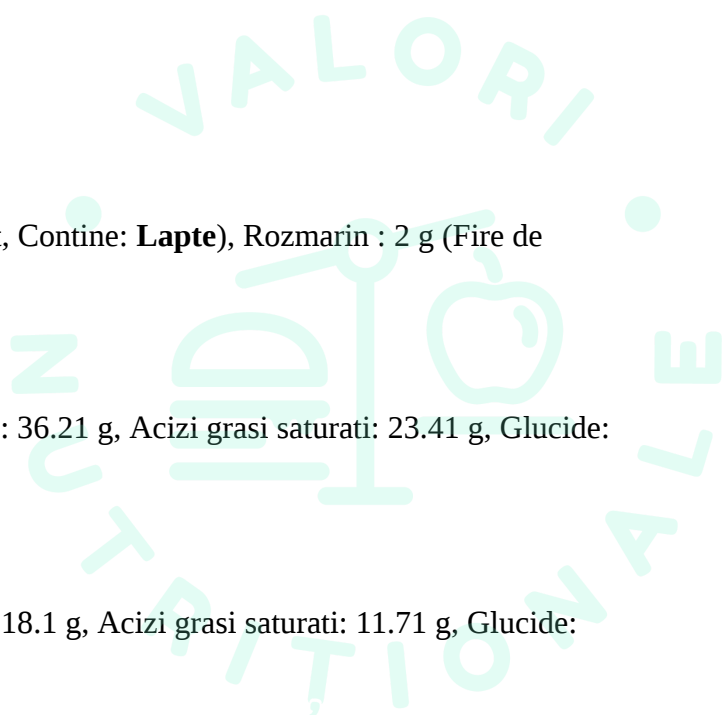 VALORI
, Contine: Lapte), Rozmarin : 2 g (Fire de
: 36.21 g, Acizi grasi saturati: 23.41 g, Glucide:
18.1 g, Acizi grasi saturati: 11.71 g, Glucide:
NUTRITIONALE